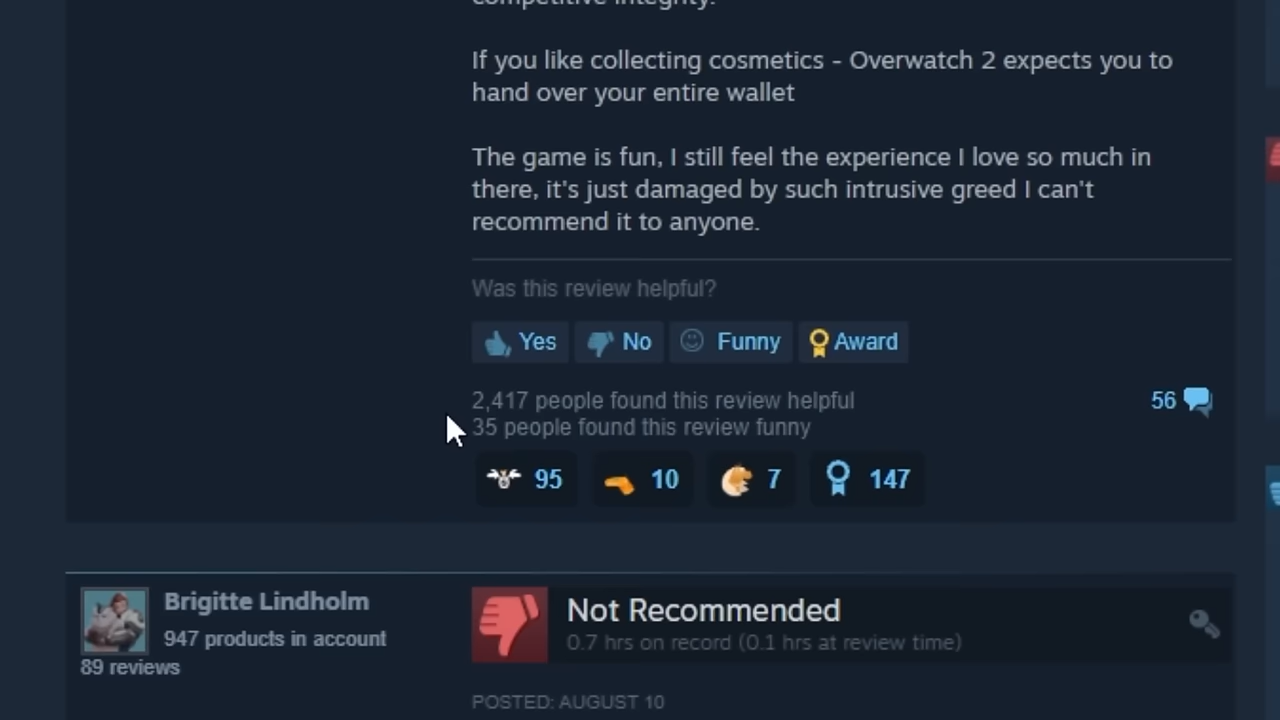 competitive integrity.
If you like collecting cosmetics - Overwatch 2 expects you to
hand over your entire wallet
The game is fun, I still feel the experience I love so much in
there, it's just damaged by such intrusive greed I can't
recommend it to anyone.
Was this review helpful?
Yes No Funny Award
2,417 people found this review helpful 56
35 people found this review funny
95 10 7 147
Brigitte Lindholm
947 products in account
89 reviews
Not Recommended
0.7 hrs on record (0.1 hrs at review time)
POSTED: AUGUST 10